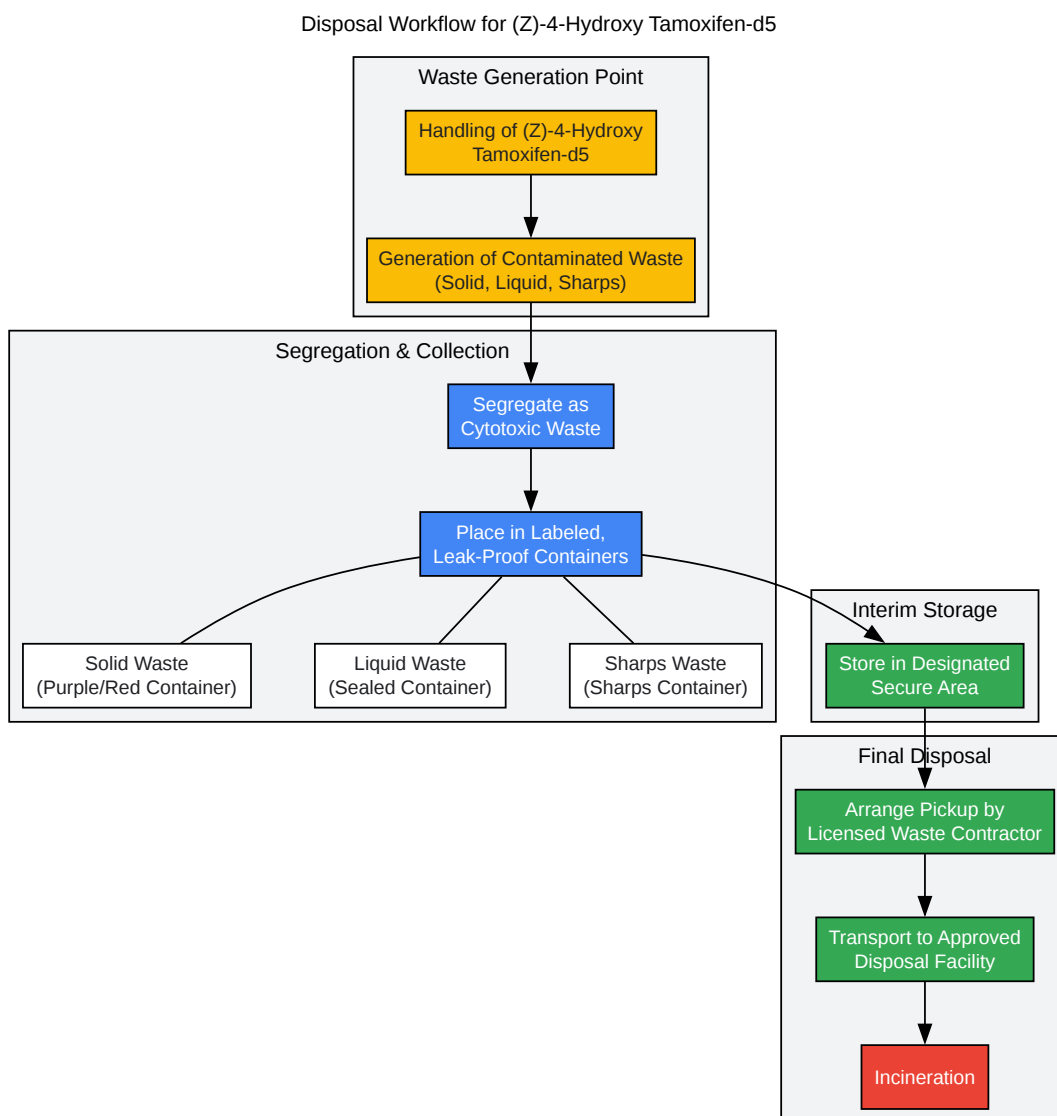 Disposal Workflow for (Z)-4-Hydroxy Tamoxifen-d5
Waste Generation Point
Handling of (Z)-4-Hydroxy
Tamoxifen-d5
Generation of Contaminated Waste
(Solid, Liquid, Sharps)
Segregation & Collection
Segregate as
Cytotoxic Waste
Place in Labeled,
Leak-Proof Containers
Solid Waste
(Purple/Red Container)
Liquid Waste
(Sealed Container)
Sharps Waste
(Sharps Container)
Interim Storage
Store in Designated
Secure Area
Final Disposal
Arrange Pickup by
Licensed Waste Contractor
Transport to Approved
Disposal Facility
Incineration